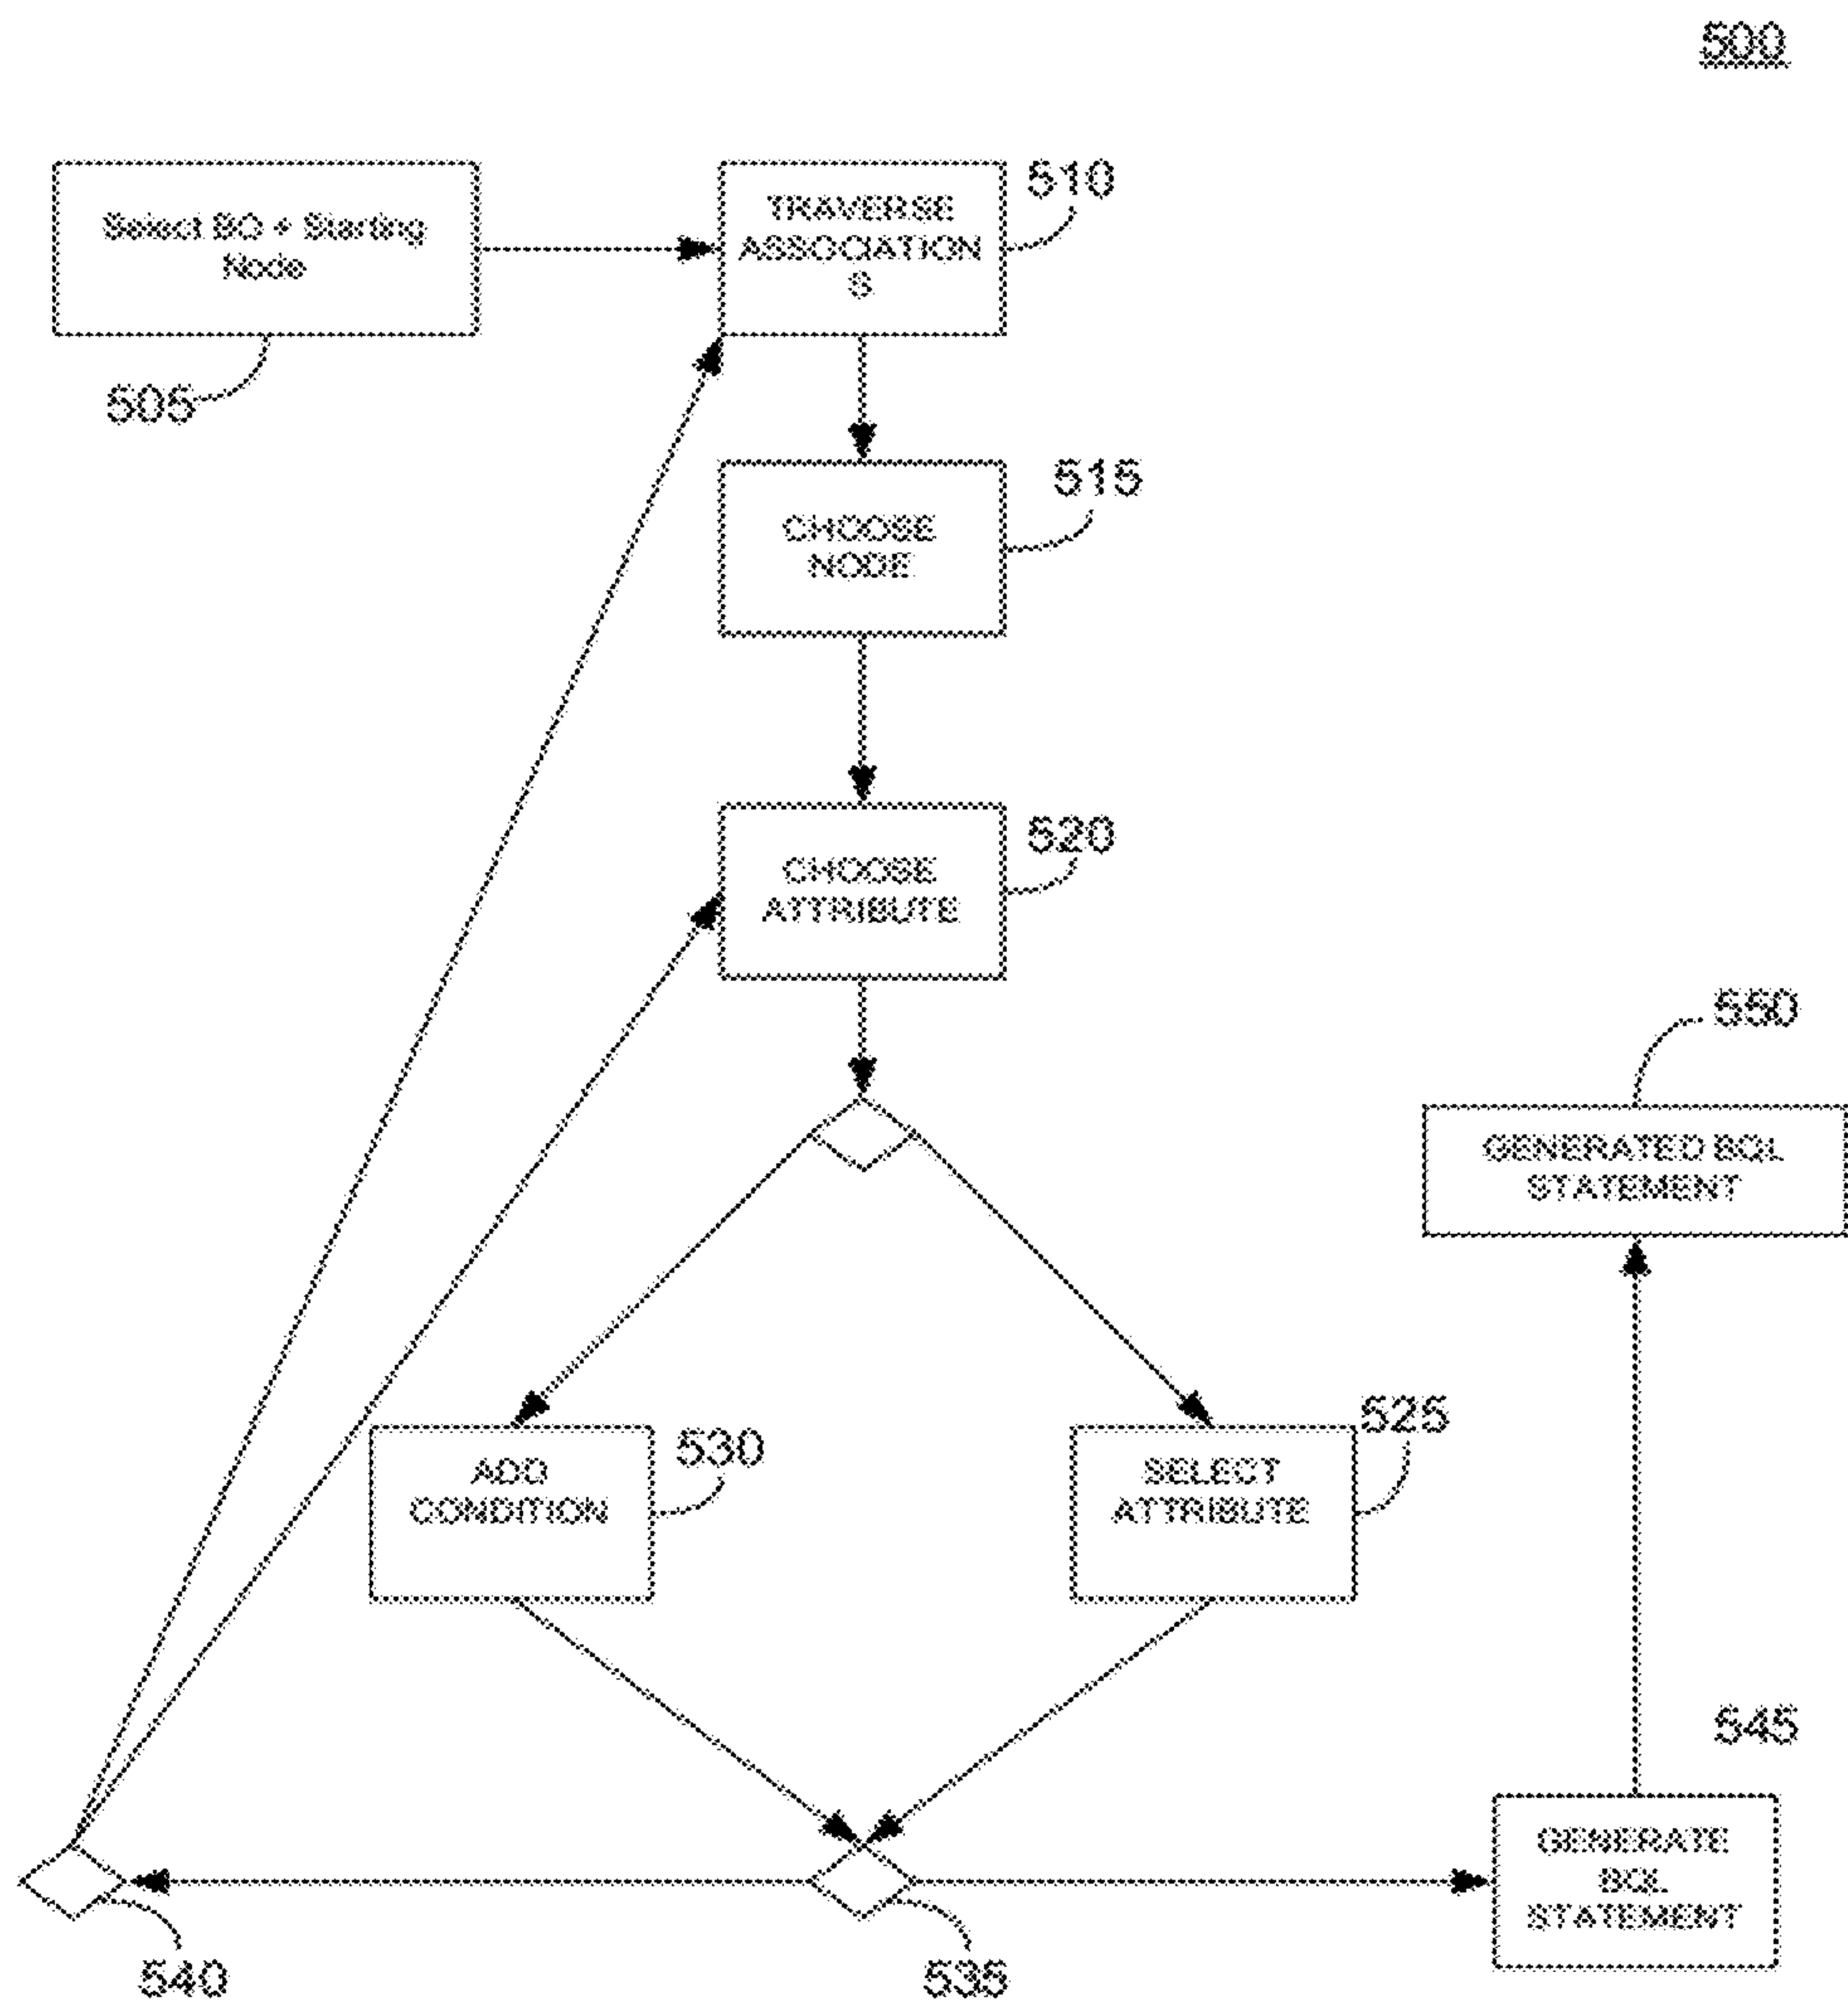 500
Select BO + Starting
Node
505
TRAVERSE
ASSOCIATION
S
510
CHOOSE
NODE
515
CHOOSE
ATTRIBUTE
520
GENERATED BQL
STATEMENT
550
ADD
CONDITION
530
SELECT
ATTRIBUTE
525
GENERATE
BQL
STATEMENT
545
540
535